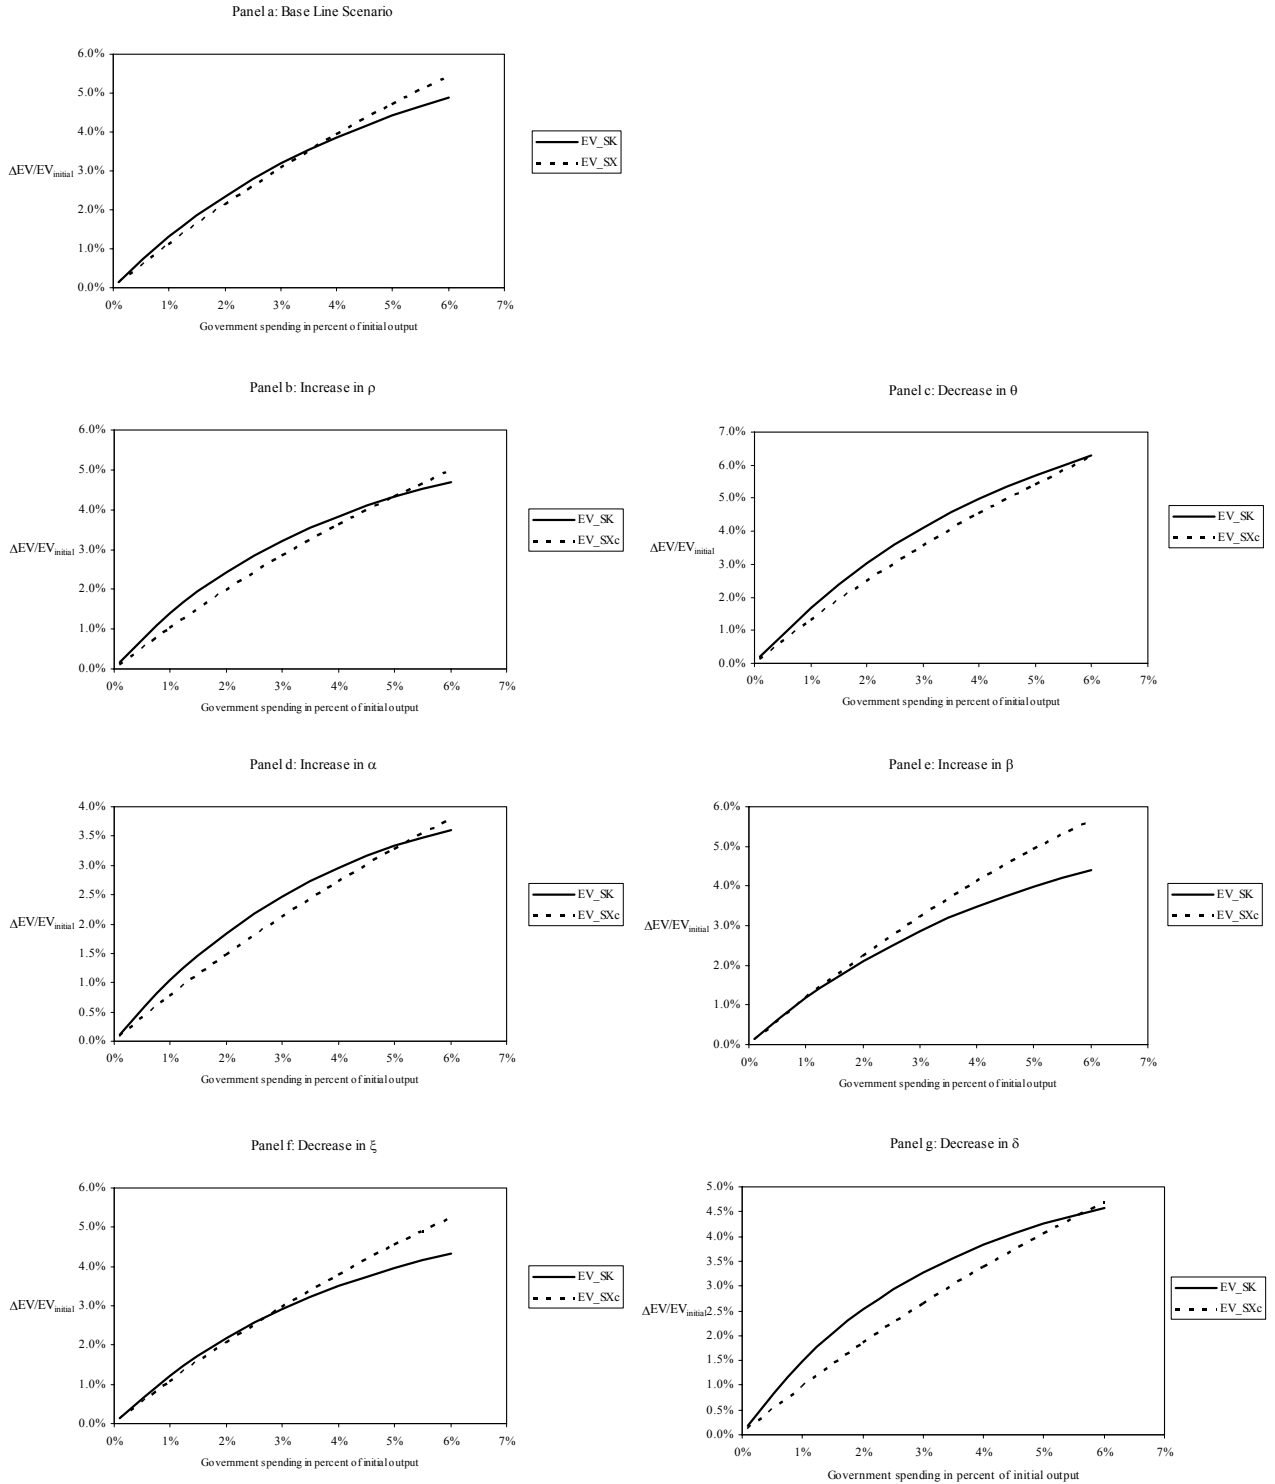 Panel a: Base Line Scenario
6.0%
5.0%
4.0%
3.0%
2.0%
1.0%
0.0%
ΔEV/EVinitial
0% 1% 2% 3% 4% 5% 6% 7%
Government spending in percent of initial output
EV_SK
EV_SX
Panel b: Increase in ρ
6.0%
5.0%
4.0%
3.0%
2.0%
1.0%
0.0%
ΔEV/EVinitial
0% 1% 2% 3% 4% 5% 6% 7%
Government spending in percent of initial output
EV_SK
EV_SXc
Panel c: Decrease in θ
7.0%
6.0%
5.0%
4.0%
3.0%
2.0%
1.0%
0.0%
ΔEV/EVinitial
0% 1% 2% 3% 4% 5% 6% 7%
Government spending in percent of initial output
EV_SK
EV_SXc
Panel d: Increase in α
4.0%
3.5%
3.0%
2.5%
2.0%
1.5%
1.0%
0.5%
0.0%
ΔEV/EVinitial
0% 1% 2% 3% 4% 5% 6% 7%
Government spending in percent of initial output
EV_SK
EV_SXc
Panel e: Increase in β
6.0%
5.0%
4.0%
3.0%
2.0%
1.0%
0.0%
ΔEV/EVinitial
0% 1% 2% 3% 4% 5% 6% 7%
Government spending in percent of initial output
EV_SK
EV_SXc
Panel f: Decrease in ξ
6.0%
5.0%
4.0%
3.0%
2.0%
1.0%
0.0%
ΔEV/EVinitial
0% 1% 2% 3% 4% 5% 6% 7%
Government spending in percent of initial output
EV_SK
EV_SXc
Panel g: Decrease in δ
5.0%
4.5%
4.0%
3.5%
3.0%
2.5%
2.0%
1.5%
1.0%
0.5%
0.0%
ΔEV/EVinitial
0% 1% 2% 3% 4% 5% 6% 7%
Government spending in percent of initial output
EV_SK
EV_SXc